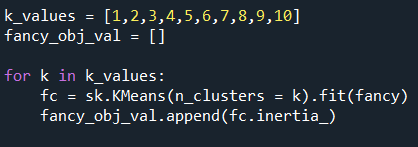 k_values = [1,2,3,4,5,6,7,8,9,10]
fancy_obj_val = []
for k in k_values:
    fc = sk.KMeans(n_clusters = k).fit(fancy)
    fancy_obj_val.append(fc.inertia_)